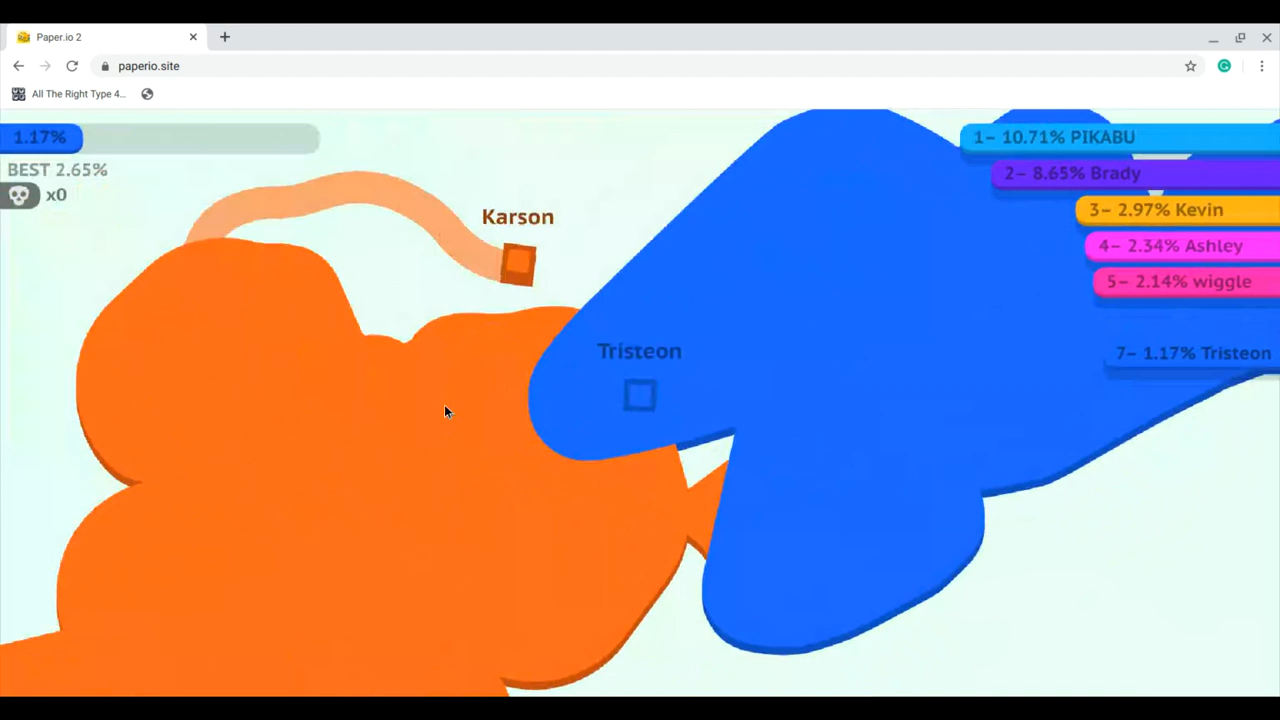 Paper.io 2
paperio.site
All The Right Type 4...
1.17%
BEST 2.65%
x0
1– 10.71% PIKABU
2– 8.65% Brady
3– 2.97% Kevin
4– 2.34% Ashley
5– 2.14% wiggle
7– 1.17% Tristeon
Karson
Tristeon